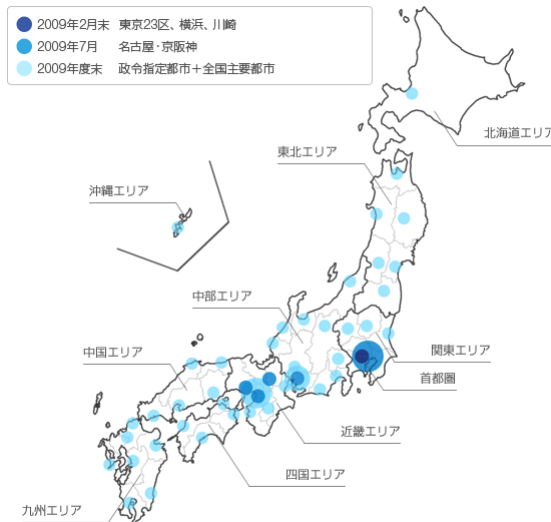 2009年2月末 東京23区、横浜、川崎
2009年7月 名古屋・京阪神
2009年度末 政令指定都市＋全国主要都市
北海道エリア
東北エリア
沖縄エリア
中部エリア
中国エリア
関東エリア
首都圏
近畿エリア
四国エリア
九州エリア